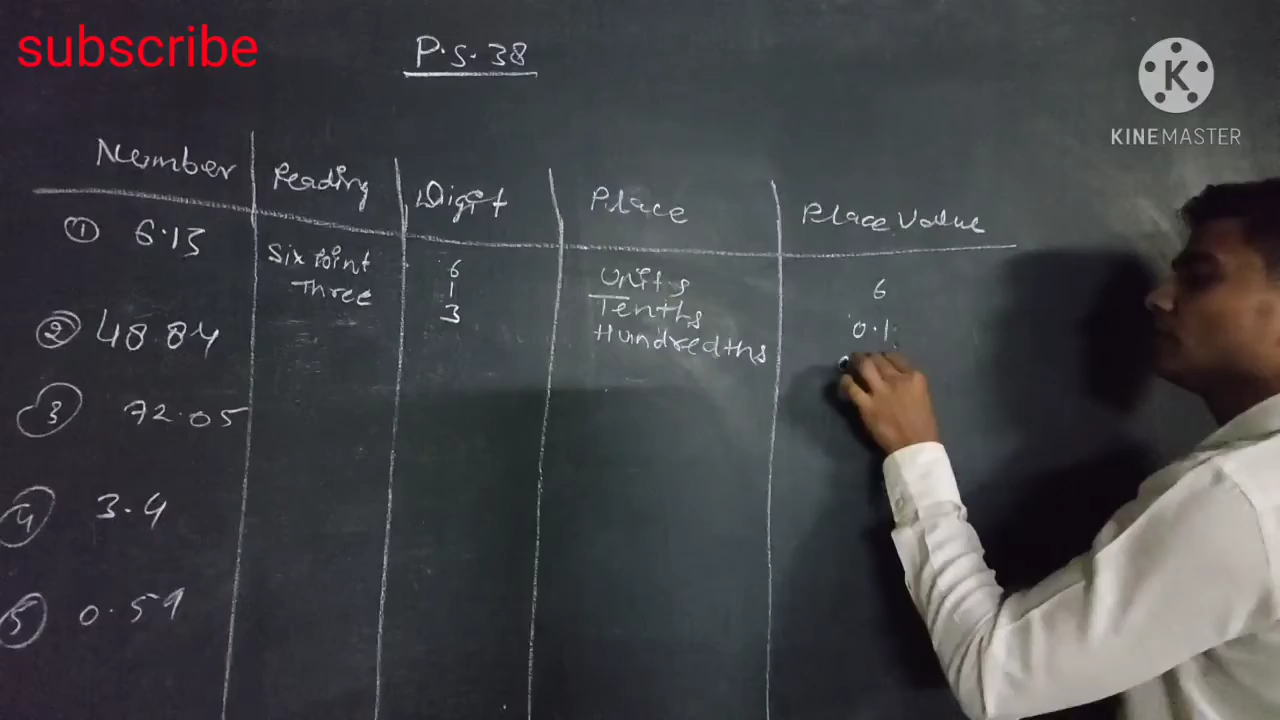 subscribe
P.S.38
KINEMASTER
Number Reading Digit Place Place Value
① 6.13 Six Point 6 Units 6
Three 1 Tenths 0.1
3 Hundredths
② 48.84
③ 72.05
④ 3.4
⑤ 0.59